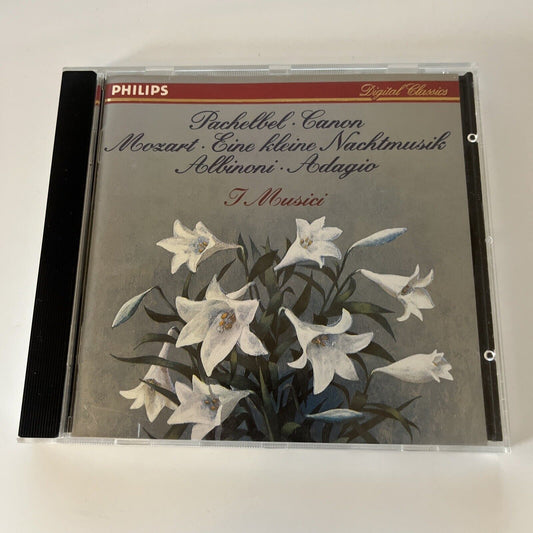 PHILIPS
Digital Classics
Pachelbel · Canon
Mozart · Eine kleine Nachtmusik
Albinoni · Adagio
I Musici